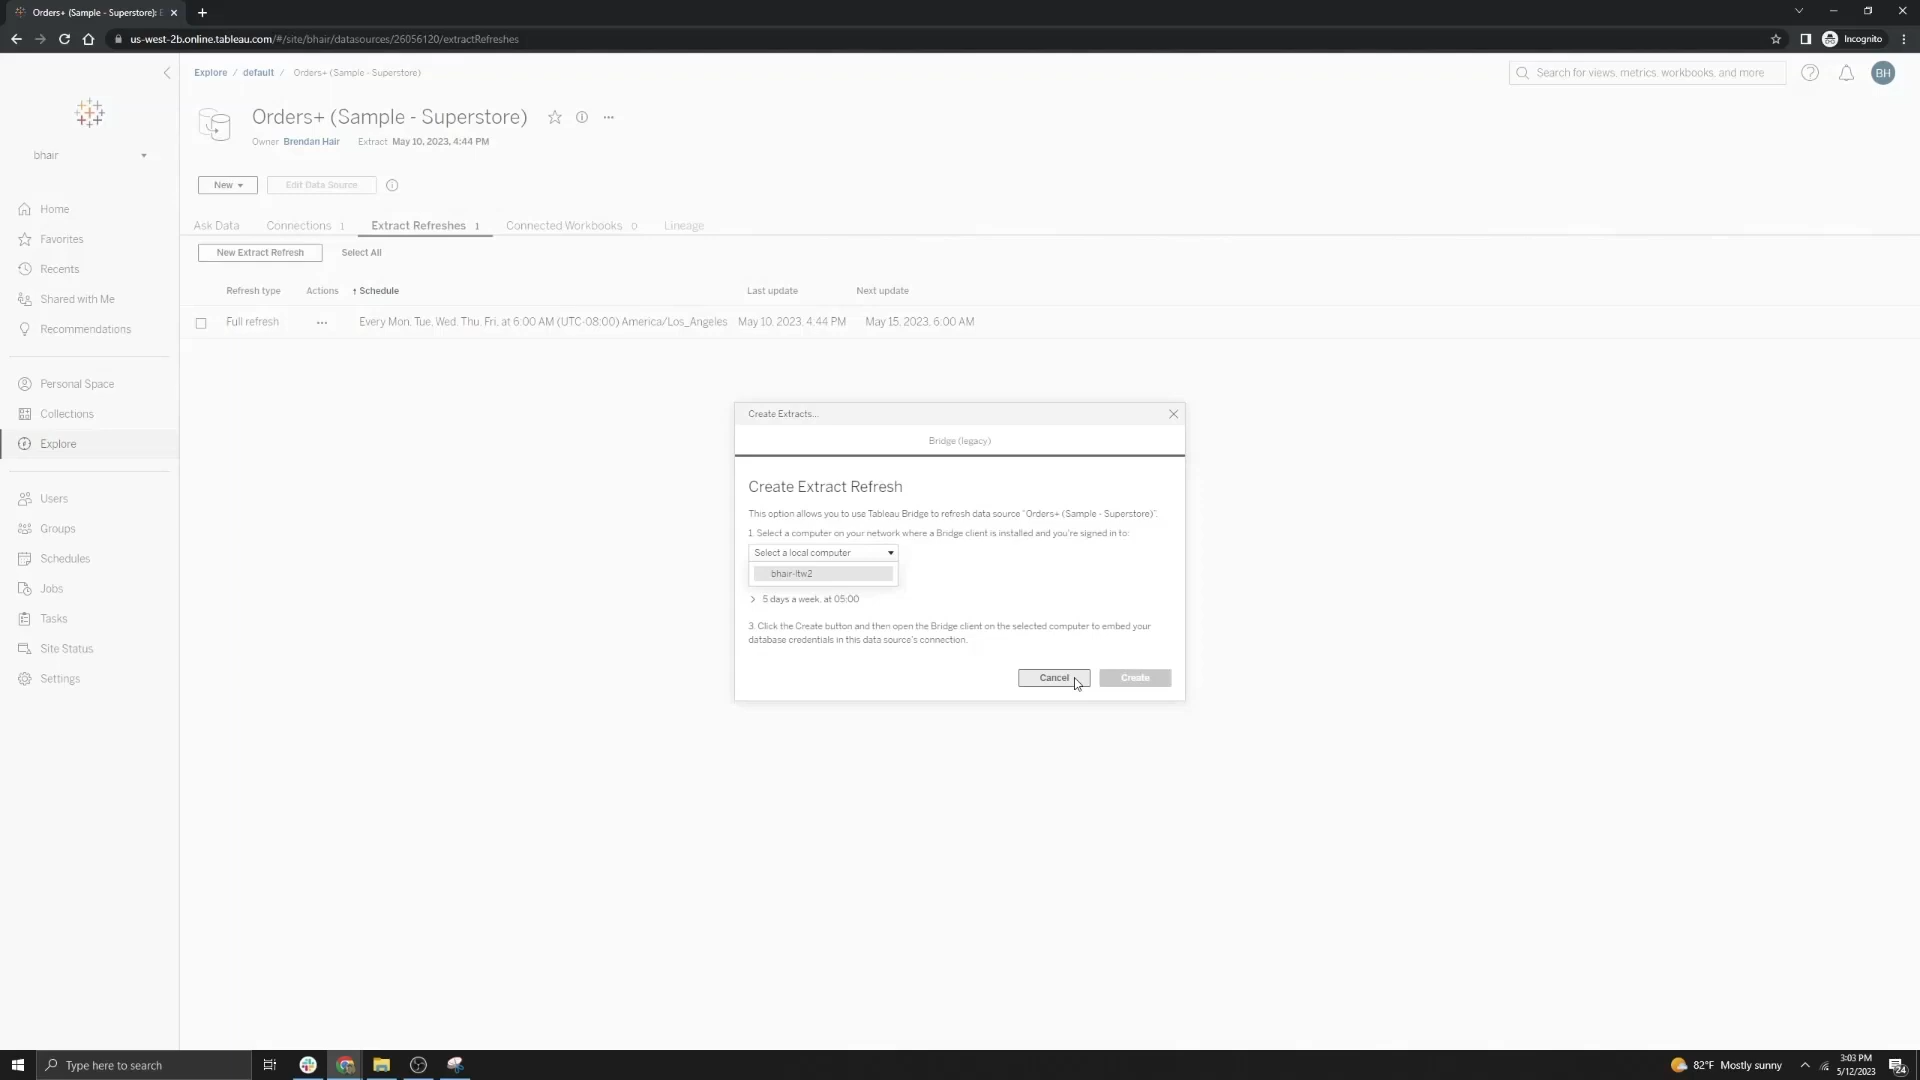 Orders+ (Sample - Superstore): E
us-west-2b.online.tableau.com/#/site/bhair/datasources/26056120/extractRefreshes
Incognito
Explore / default / Orders+ (Sample - Superstore)
Search for views, metrics, workbooks, and more
BH
Orders+ (Sample - Superstore)
Owner Brendan Hair Extract May 10, 2023, 4:44 PM
bhair
New
Edit Data Source
Home
Favorites
Recents
Shared with Me
Recommendations
Personal Space
Collections
Explore
Users
Groups
Schedules
Jobs
Tasks
Site Status
Settings
Ask Data
Connections 1
Extract Refreshes 1
Connected Workbooks 0
Lineage
New Extract Refresh
Select All
Refresh type Actions ↑ Schedule Last update Next update
Full refresh ... Every Mon, Tue, Wed, Thu, Fri, at 6:00 AM (UTC-08:00) America/Los_Angeles May 10, 2023, 4:44 PM May 15, 2023, 6:00 AM
Create Extracts...
Bridge (legacy)
Create Extract Refresh
This option allows you to use Tableau Bridge to refresh data source "Orders+ (Sample - Superstore)".
1. Select a computer on your network where a Bridge client is installed and you're signed in to:
Select a local computer
bhair-ltw2
5 days a week, at 05:00
3. Click the Create button and then open the Bridge client on the selected computer to embed your
database credentials in this data source's connection.
Cancel
Create
Type here to search
82°F Mostly sunny
3:03 PM
5/12/2023
24